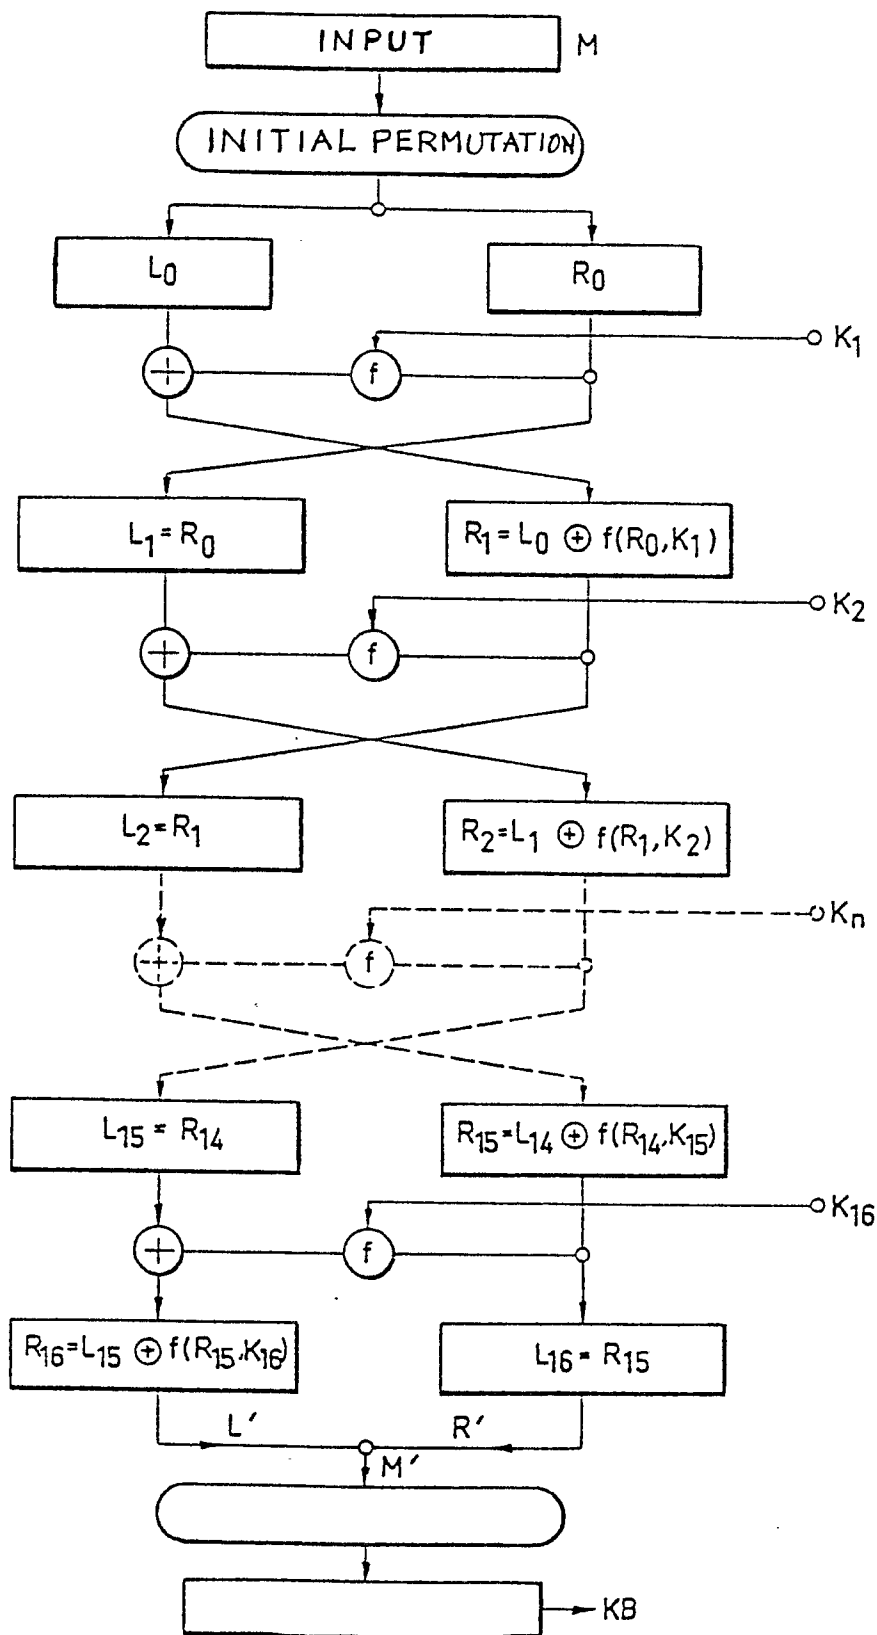 INPUT M
INITIAL PERMUTATION
L0 R0
K1
f
L1=R0 R1=L0 ⊕ f(R0,K1)
K2
f
L2=R1 R2=L1 ⊕ f(R1,K2)
Kn
f
L15=R14 R15=L14 ⊕ f(R14,K15)
K16
f
R16=L15 ⊕ f(R15,K16) L16=R15
L′ R′
M′
KB